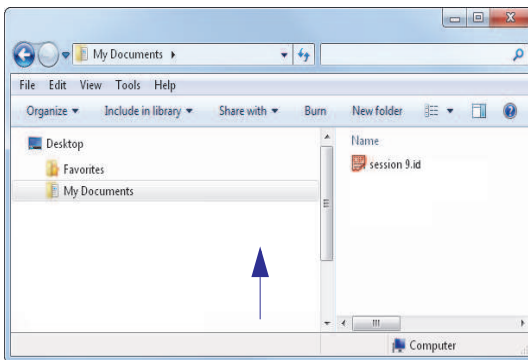 My Documents
File Edit View Tools Help
Organize Include in library Share with Burn New folder
Desktop
Favorites
My Documents
Name
session 9.id
Computer